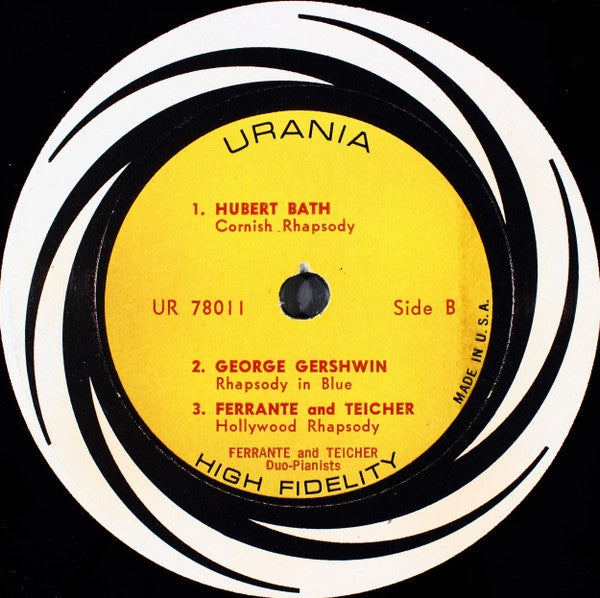 URANIA
1. HUBERT BATH
Cornish Rhapsody
UR 78011
Side B
MADE IN U.S.A.
2. GEORGE GERSHWIN
Rhapsody in Blue
3. FERRANTE and TEICHER
Hollywood Rhapsody
FERRANTE and TEICHER
Duo-Pianists
HIGH FIDELITY